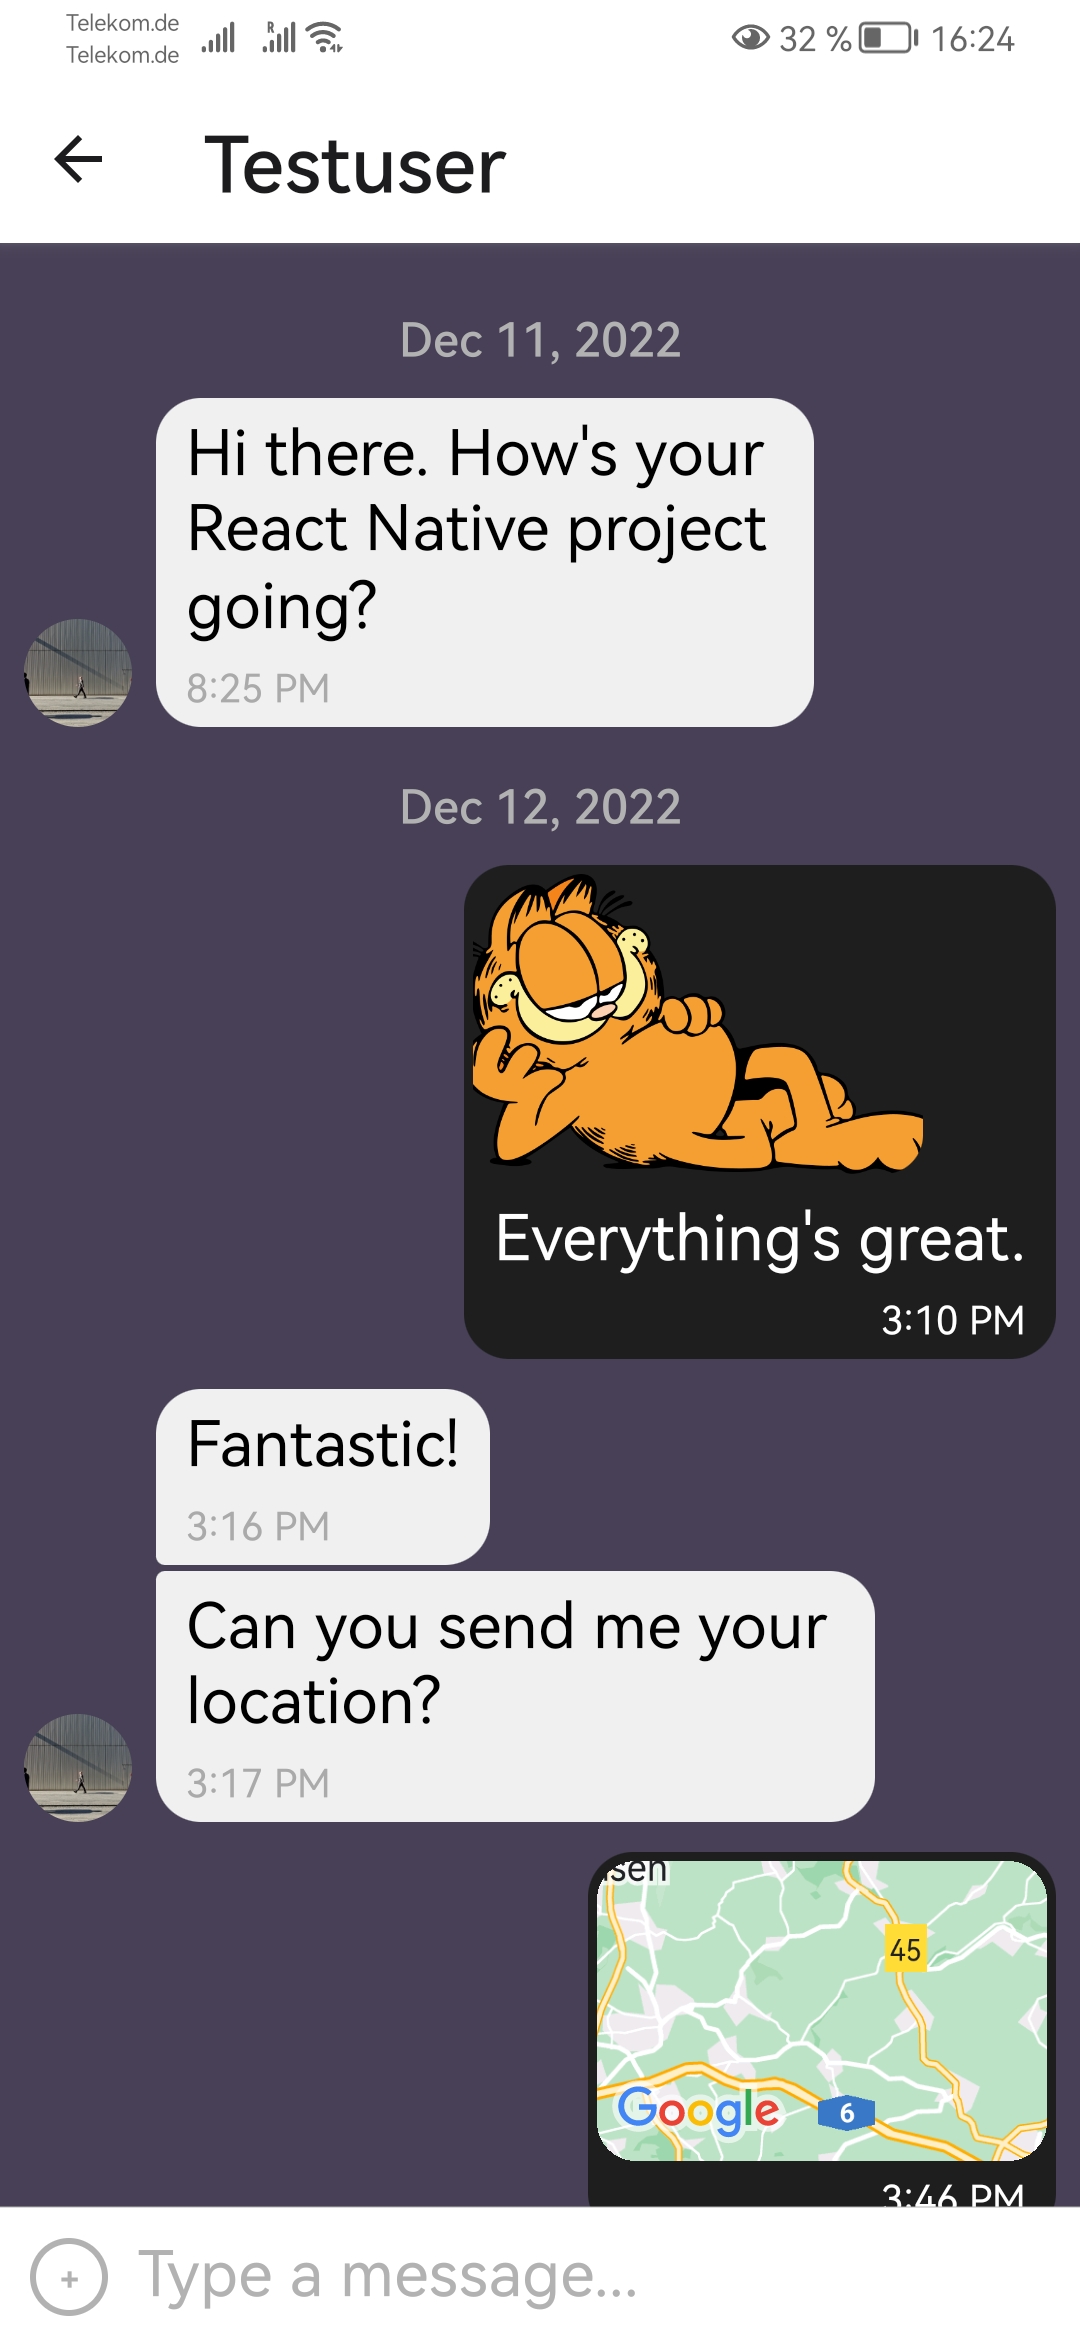 Telekom.de
Telekom.de
R
32 %
16:24
Testuser
Dec 11, 2022
Hi there. How's your
React Native project
going?
8:25 PM
Dec 12, 2022
Everything's great.
3:10 PM
Fantastic!
3:16 PM
Can you send me your
location?
3:17 PM
sen
45
Google
6
3:46 PM
+ Type a message...